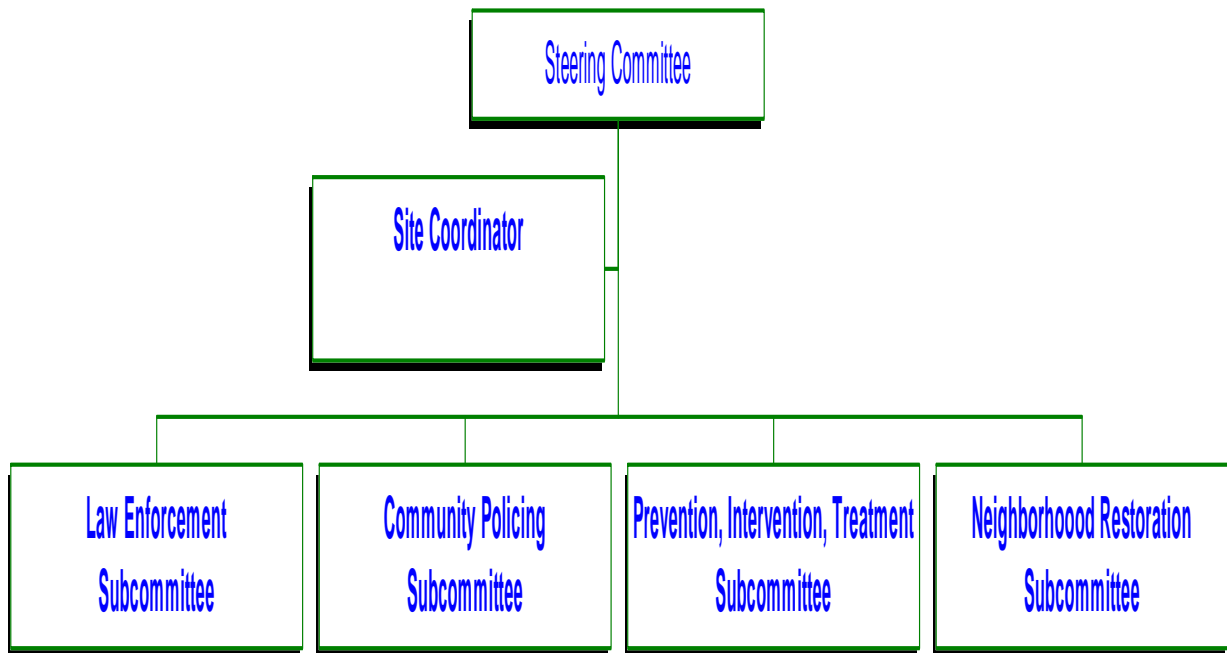 Steering Committee
Site Coordinator
Law Enforcement
Subcommittee
Community Policing
Subcommittee
Prevention, Intervention, Treatment
Subcommittee
Neighborhoood Restoration
Subcommittee